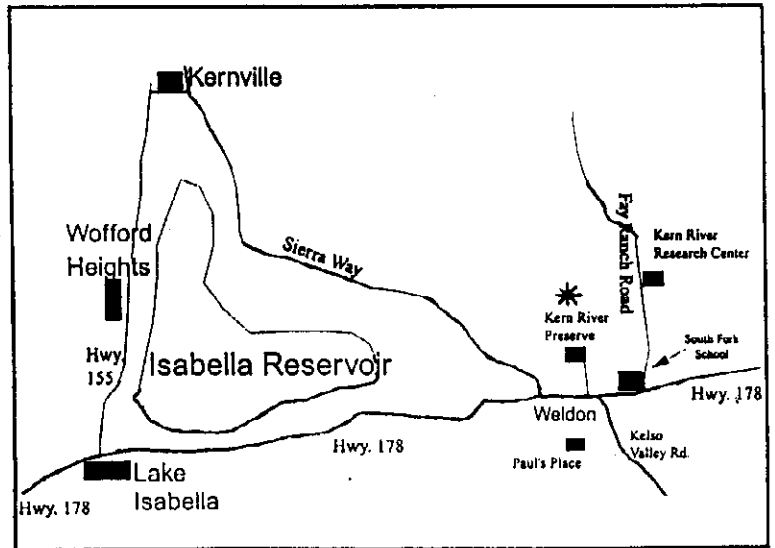 Kernville
Wofford
Heights
Sierra Way
Fay Ranch Road
Kern River
Research Center
Kern River
Preserve
South Fork
School
Hwy.
155
Isabella Reservoir
Hwy. 178
Weldon
Hwy. 178
Kelso
Valley Rd.
Paul's Place
Lake
Isabella
Hwy. 178